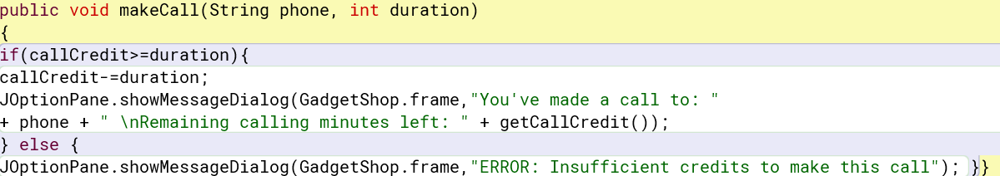 public void makeCall(String phone, int duration)
{
if(callCredit>=duration){
callCredit-=duration;
JOptionPane.showMessageDialog(GadgetShop.frame,"You've made a call to: "
+ phone + " \nRemaining calling minutes left: " + getCallCredit());
} else {
JOptionPane.showMessageDialog(GadgetShop.frame,"ERROR: Insufficient credits to make this call"); }}